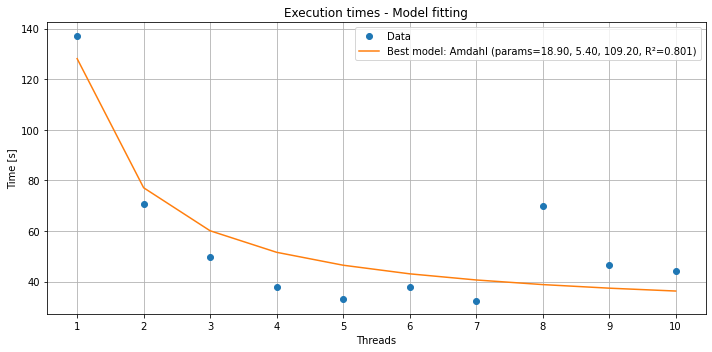 Execution times - Model fitting
Data
Best model: Amdahl (params=18.90, 5.40, 109.20, R²=0.801)
Time [s]
140
120
100
80
60
40
1 2 3 4 5 6 7 8 9 10
Threads